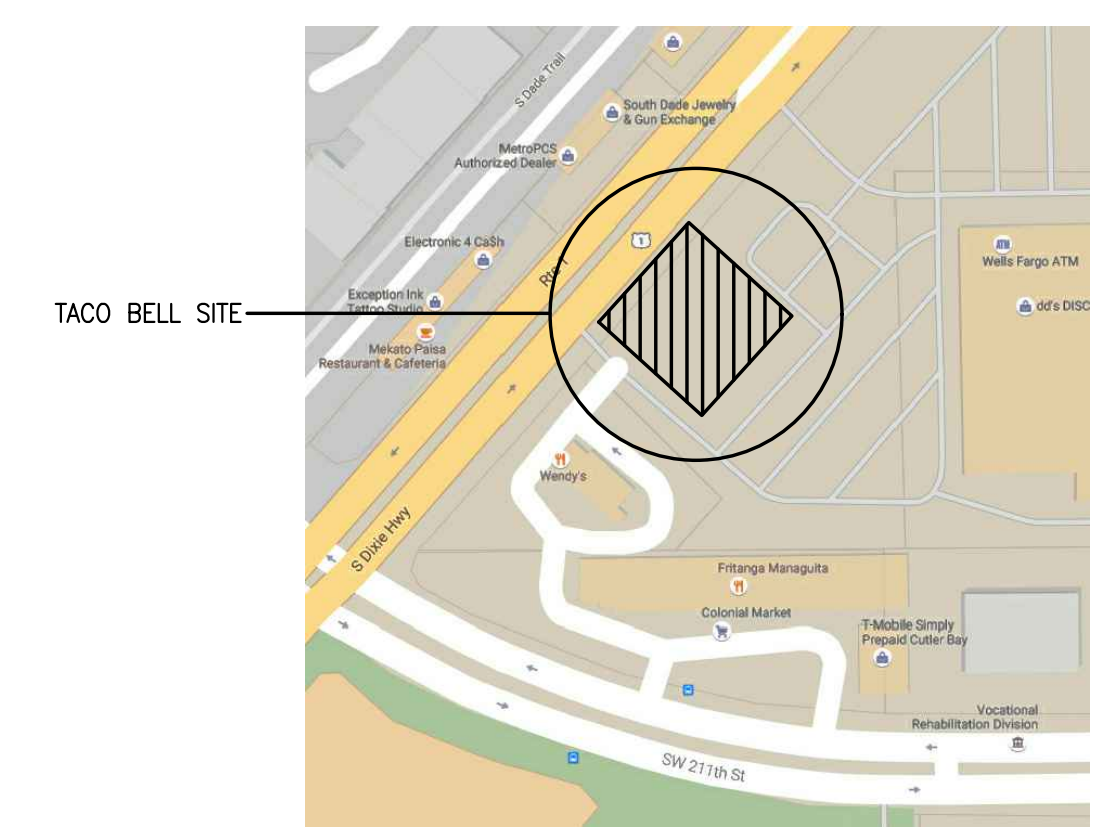 S Dade Trail
South Dade Jewelry
& Gun Exchange
MetroPCS
Authorized Dealer
Electronic 4 Ca$h
1
Wells Fargo ATM
ATM
Rte 1
Exception Ink
Tattoo Studio
dd's DISC
TACO BELL SITE
Mekato Paisa
Restaurant & Cafeteria
Wendy's
S Dixie Hwy
Fritanga Managuita
Colonial Market
T-Mobile Simply
Prepaid Cutler Bay
Vocational
Rehabilitation Division
SW 211th St